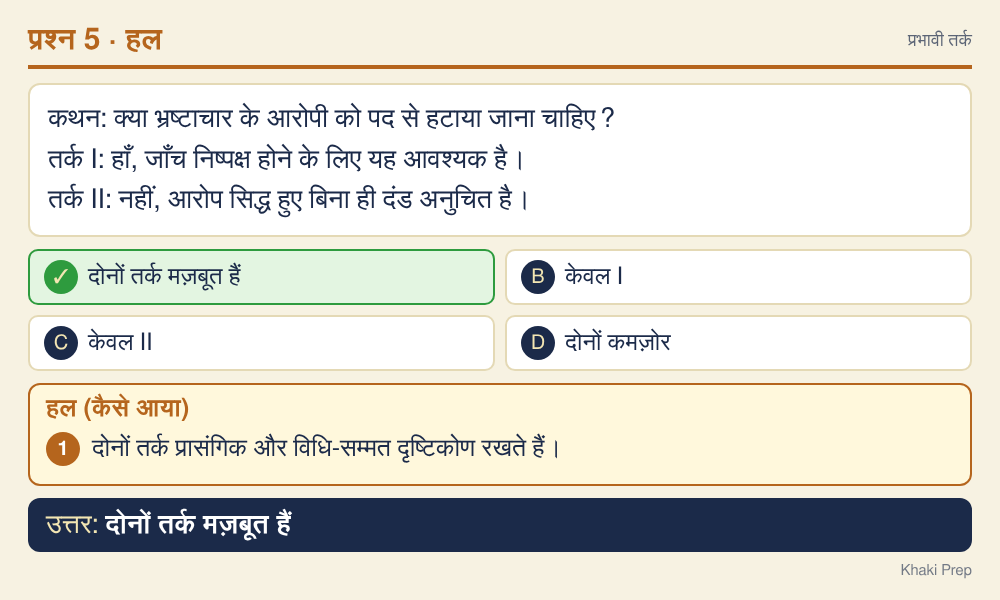 प्रश्न 5 · हल
प्रभावी तर्क
कथन: क्या भ्रष्टाचार के आरोपी को पद से हटाया जाना चाहिए ?
तर्क I: हाँ, जाँच निष्पक्ष होने के लिए यह आवश्यक है।
तर्क II: नहीं, आरोप सिद्ध हुए बिना ही दंड अनुचित है।
✓ दोनों तर्क मज़बूत हैं
B केवल I
C केवल II
D दोनों कमज़ोर
हल (कैसे आया)
1 दोनों तर्क प्रासंगिक और विधि-सम्मत दृष्टिकोण रखते हैं।
उत्तर: दोनों तर्क मज़बूत हैं
Khaki Prep